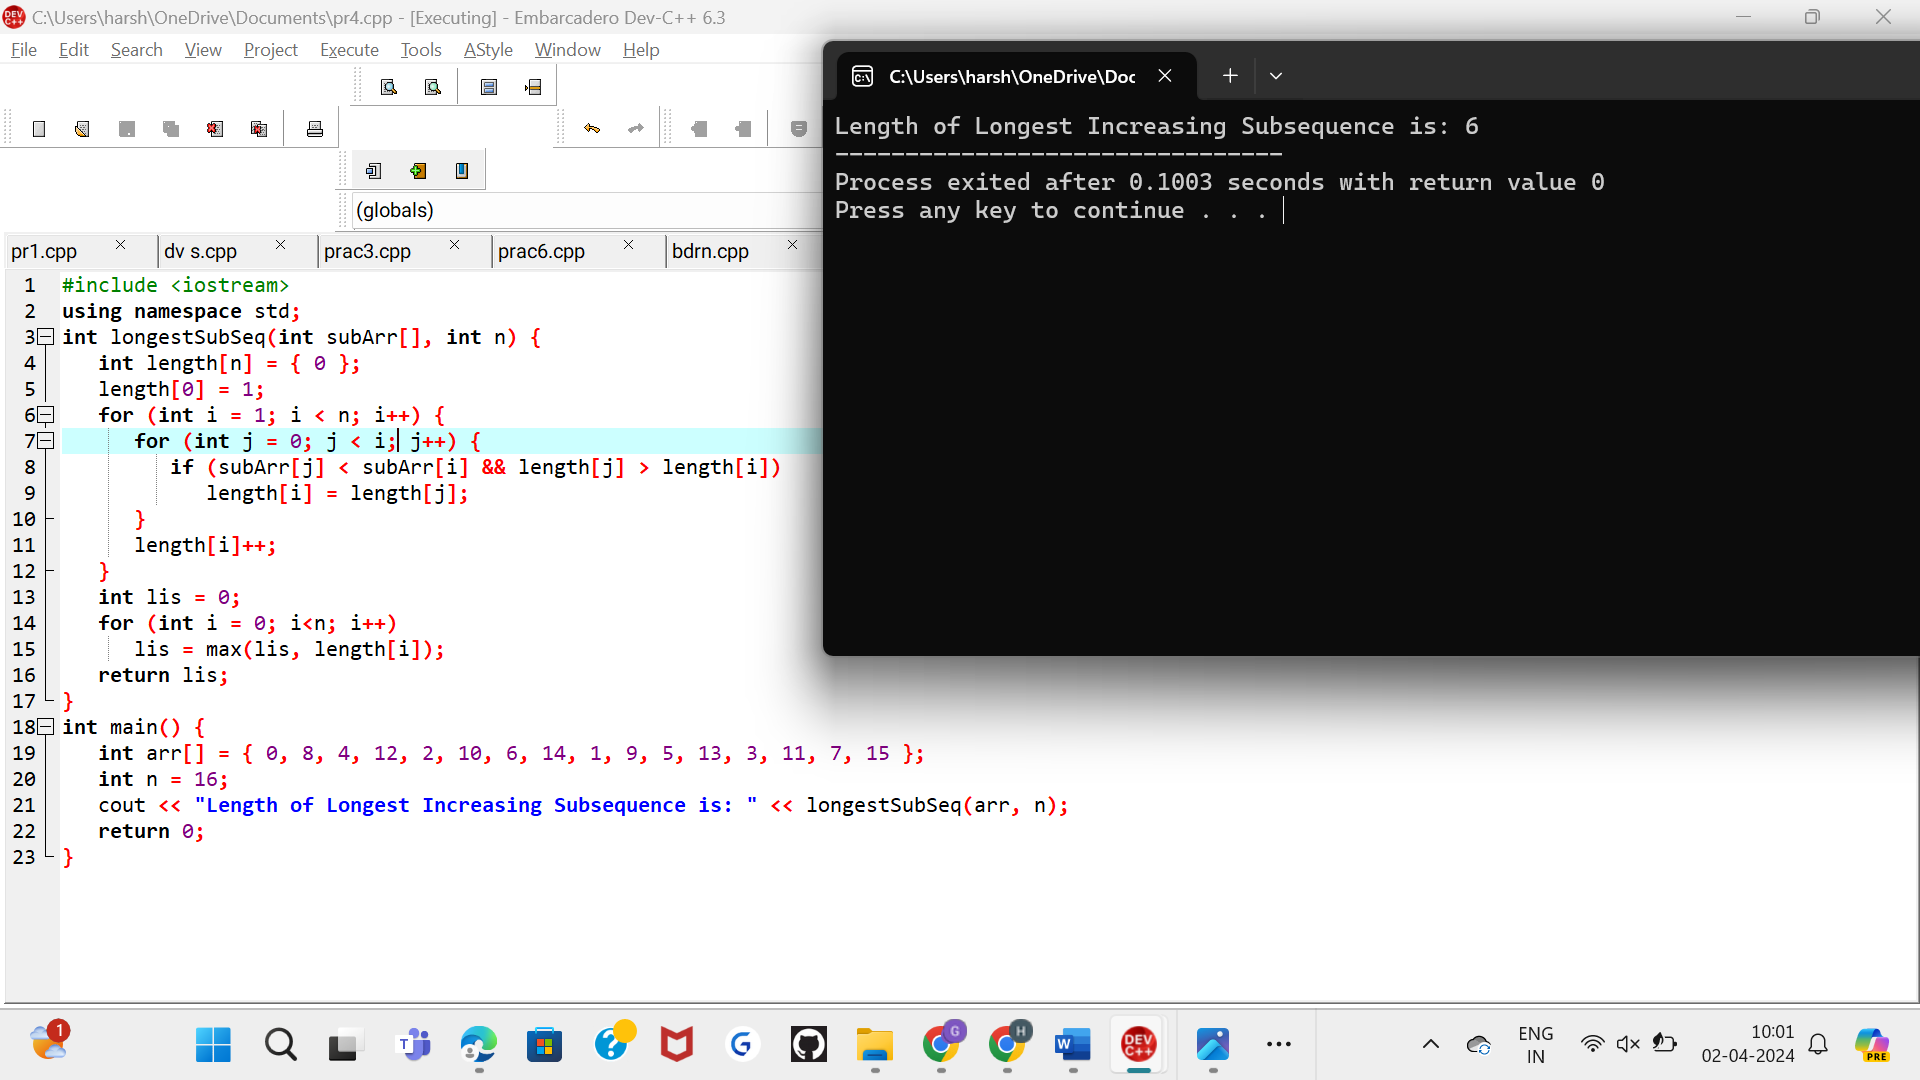 C:\Users\harsh\OneDrive\Documents\pr4.cpp - [Executing] - Embarcadero Dev-C++ 6.3
File Edit Search View Project Execute Tools AStyle Window Help
(globals)
pr1.cpp dv s.cpp prac3.cpp prac6.cpp bdrn.cpp
1 #include <iostream>
2 using namespace std;
3 int longestSubSeq(int subArr[], int n) {
4 int length[n] = { 0 };
5 length[0] = 1;
6 for (int i = 1; i < n; i++) {
7 for (int j = 0; j < i; j++) {
8 if (subArr[j] < subArr[i] && length[j] > length[i])
9 length[i] = length[j];
10 }
11 length[i]++;
12 }
13 int lis = 0;
14 for (int i = 0; i<n; i++)
15 lis = max(lis, length[i]);
16 return lis;
17 }
18 int main() {
19 int arr[] = { 0, 8, 4, 12, 2, 10, 6, 14, 1, 9, 5, 13, 3, 11, 7, 15 };
20 int n = 16;
21 cout << "Length of Longest Increasing Subsequence is: " << longestSubSeq(arr, n);
22 return 0;
23 }
C:\Users\harsh\OneDrive\Doc
Length of Longest Increasing Subsequence is: 6
--------------------------------
Process exited after 0.1003 seconds with return value 0
Press any key to continue . . .
1
G
H
W
DEV C++
ENG
IN
10:01
02-04-2024
PRE